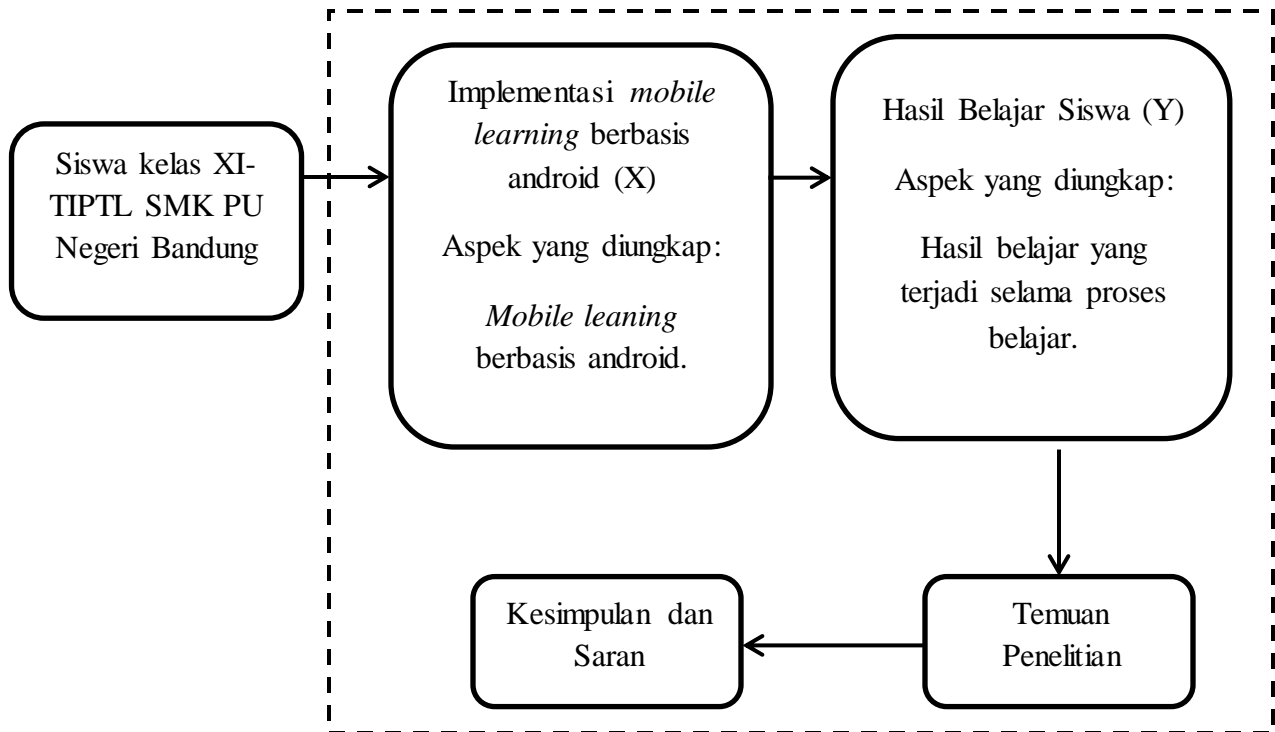 Siswa kelas XI-
TIPTL SMK PU
Negeri Bandung
Implementasi mobile
learning berbasis
android (X)
Aspek yang diungkap:
Mobile leaning
berbasis android.
Hasil Belajar Siswa (Y)
Aspek yang diungkap:
Hasil belajar yang
terjadi selama proses
belajar.
Temuan
Penelitian
Kesimpulan dan
Saran